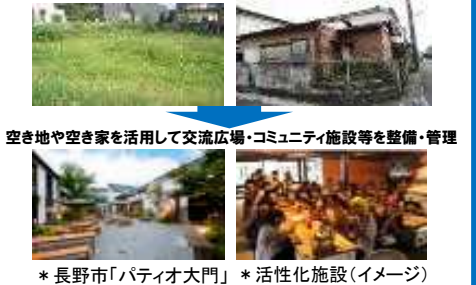 空き地や空き家を活用して交流広場・コミュニティ施設等を整備・管理
＊長野市「パティオ大門」 ＊活性化施設（イメージ）